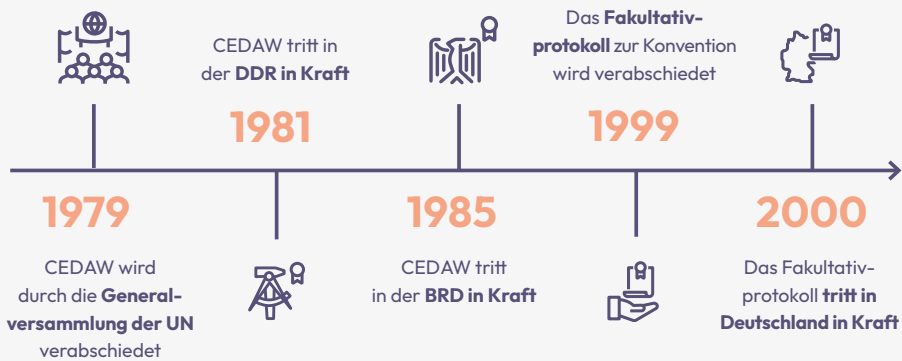 1979
CEDAW wird
durch die General-
versammlung der UN
verabschiedet
CEDAW tritt in
der DDR in Kraft
1981
1985
CEDAW tritt
in der BRD in Kraft
Das Fakultativ-
protokoll zur Konvention
wird verabschiedet
1999
2000
Das Fakultativ-
protokoll tritt in
Deutschland in Kraft